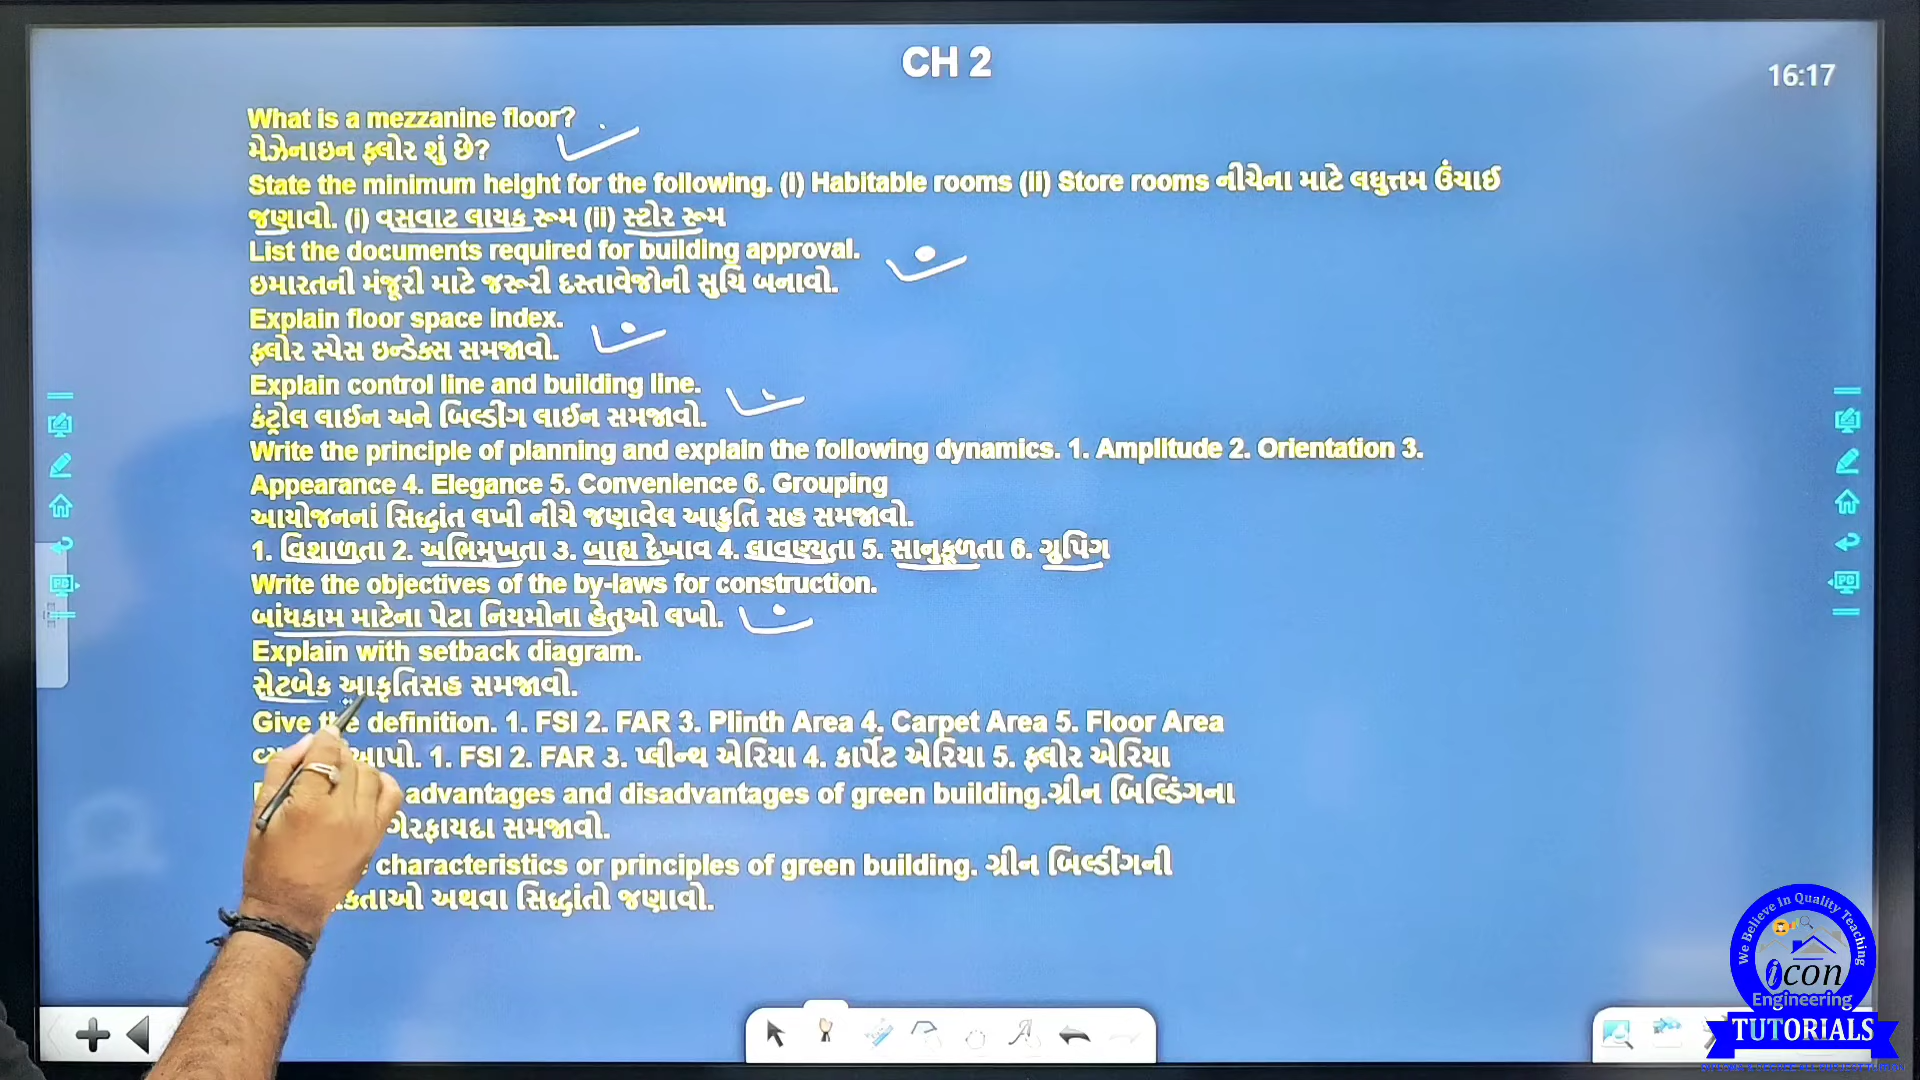 CH 2
16:17
What is a mezzanine floor?
મેઝેનાઇન ફ્લોર શું છે?
State the minimum height for the following. (i) Habitable rooms (ii) Store rooms નીચેના માટે લઘુત્તમ ઉંચાઈ
જણાવો. (i) વસવાટ લાયક રૂમ (ii) સ્ટોર રૂમ
List the documents required for building approval.
ઇમારતની મંજૂરી માટે જરૂરી દસ્તાવેજોની સુચિ બનાવો.
Explain floor space index.
ફ્લોર સ્પેસ ઇન્ડેક્સ સમજાવો.
Explain control line and building line.
કંટ્રોલ લાઈન અને બિલ્ડીંગ લાઈન સમજાવો.
Write the principle of planning and explain the following dynamics. 1. Amplitude 2. Orientation 3.
Appearance 4. Elegance 5. Convenience 6. Grouping
આયોજનનાં સિદ્ધાંત લખી નીચે જણાવેલ આકૃતિ સહ સમજાવો.
1. વિશાળતા 2. અભિમુખતા 3. બાહ્ય દેખાવ 4. લાવણ્યતા 5. સાનુકૂળતા 6. ગ્રુપિંગ
Write the objectives of the by-laws for construction.
બાંધકામ માટેના પેટા નિયમોના હેતુઓ લખો.
Explain with setback diagram.
સેટબેક આકૃતિસહ સમજાવો.
Give the definition. 1. FSI 2. FAR 3. Plinth Area 4. Carpet Area 5. Floor Area
આપો. 1. FSI 2. FAR 3. પ્લીન્થ એરિયા 4. કાર્પેટ એરિયા 5. ફ્લોર એરિયા
advantages and disadvantages of green building.ગ્રીન બિલ્ડિંગના
ગેરફાયદા સમજાવો.
characteristics or principles of green building. ગ્રીન બિલ્ડીંગની
અથવા સિદ્ધાંતો જણાવો.
We Believe In Quality Teaching
icon
Engineering
TUTORIALS